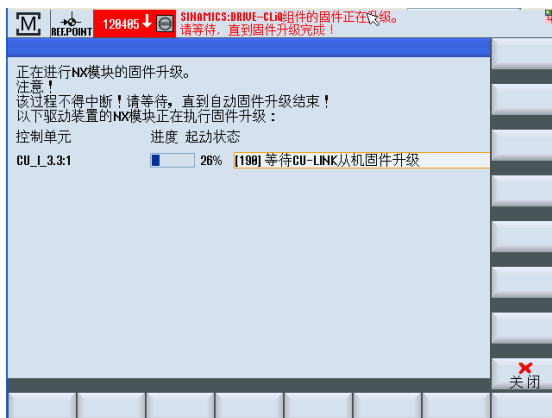 M REF.POINT 120405 SINAMICS:DRIVE-CLiQ组件的固件正在升级。
请等待，直到固件升级完成！
正在进行NX模块的固件升级。
注意！
该过程不得中断！请等待，直到自动固件升级结束！
以下驱动装置的NX模块正在执行固件升级：
控制单元 进度 起动状态
CU_I_3.3:1 26% [190] 等待CU-LINK从机固件升级
关闭